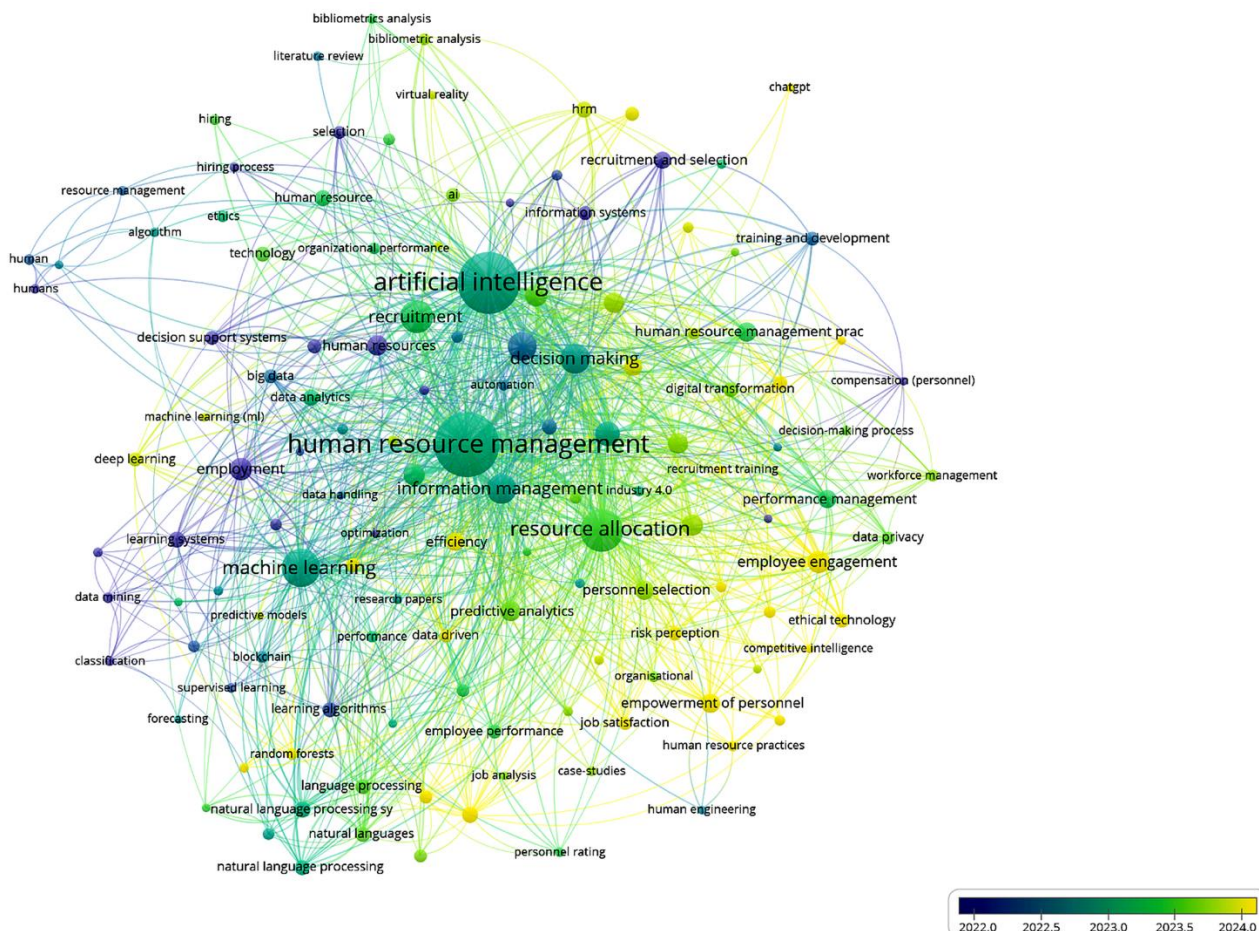 bibliometrics analysis
bibliometric analysis
literature review
chatgpt
virtual reality
hrm
hiring
selection
recruitment and selection
hiring process
resource management
human resource
ai
information systems
ethics
algorithm
training and development
technology
organizational performance
human
artificial intelligence
humans
recruitment
human resource management prac
decision support systems
human resources
decision making
big data
automation
digital transformation
compensation (personnel)
data analytics
machine learning (ml)
decision-making process
human resource management
deep learning
employment
recruitment training
workforce management
data handling
information management
industry 4.0
performance management
resource allocation
optimization
learning systems
efficiency
data privacy
machine learning
employee engagement
personnel selection
data mining
research papers
predictive models
predictive analytics
ethical technology
performance
data driven
risk perception
competitive intelligence
classification
blockchain
organisational
supervised learning
empowerment of personnel
learning algorithms
forecasting
employee performance
job satisfaction
human resource practices
random forests
job analysis
case-studies
language processing
natural language processing sy
human engineering
natural languages
personnel rating
natural language processing
2022.0 2022.5 2023.0 2023.5 2024.0